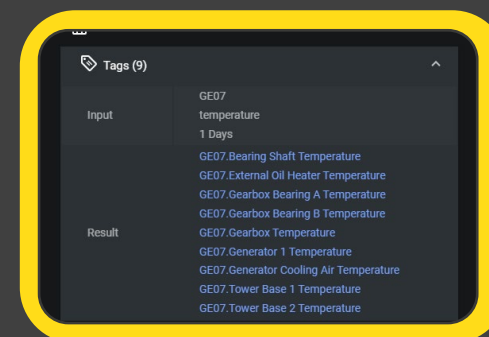 Tags (9)
Input
GE07
temperature
1 Days
Result
GE07.Bearing Shaft Temperature
GE07.External Oil Heater Temperature
GE07.Gearbox Bearing A Temperature
GE07.Gearbox Bearing B Temperature
GE07.Gearbox Temperature
GE07.Generator 1 Temperature
GE07.Generator Cooling Air Temperature
GE07.Tower Base 1 Temperature
GE07.Tower Base 2 Temperature